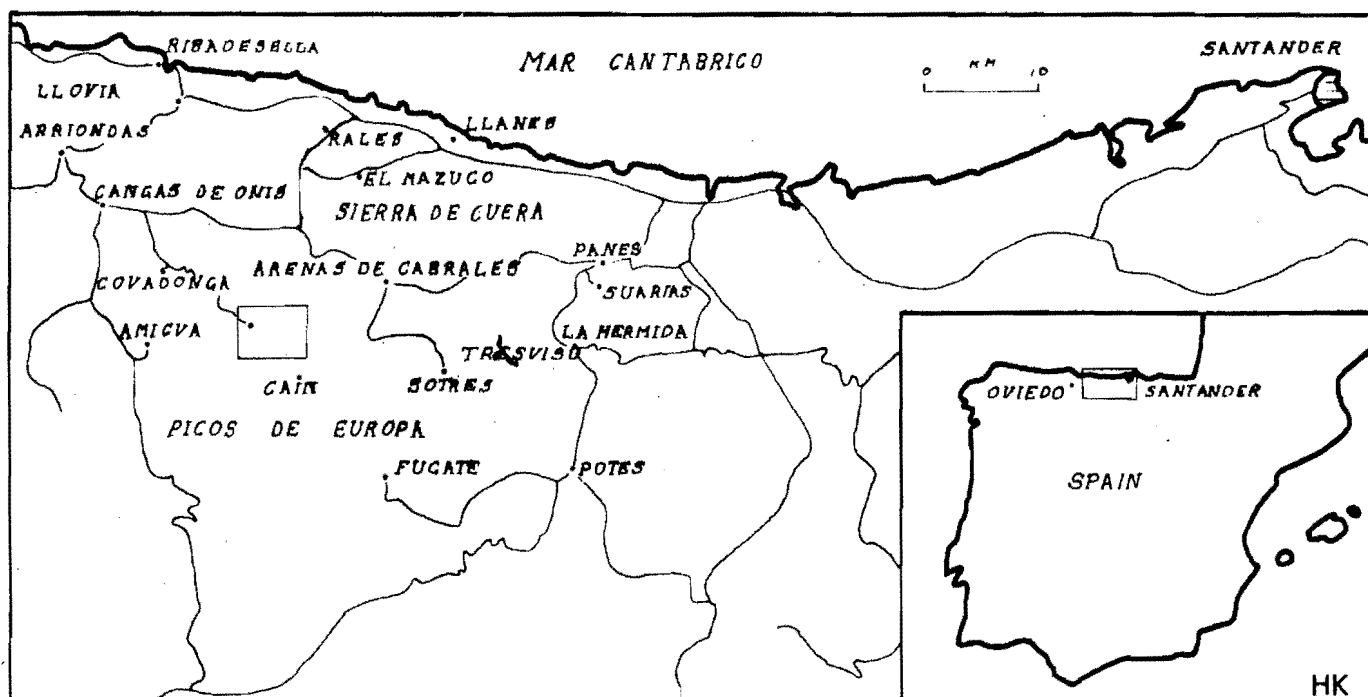 RIBADESELLA
MAR CANTABRICO
0 KM 10
SANTANDER
LLOVIA
ARRIONDAS
RALES
LLANES
EL MAZUCO
CANGAS DE ONIS
SIERRA DE CUERA
PANES
ARENAS DE CABRALES
COVADONGA
SUARIAS
AMIEVA
LA HERMIDA
TRESVISO
CAIN
SOTRES
PICOS DE EUROPA
FUCATE
POTES
OVIEDO
SANTANDER
SPAIN
HK